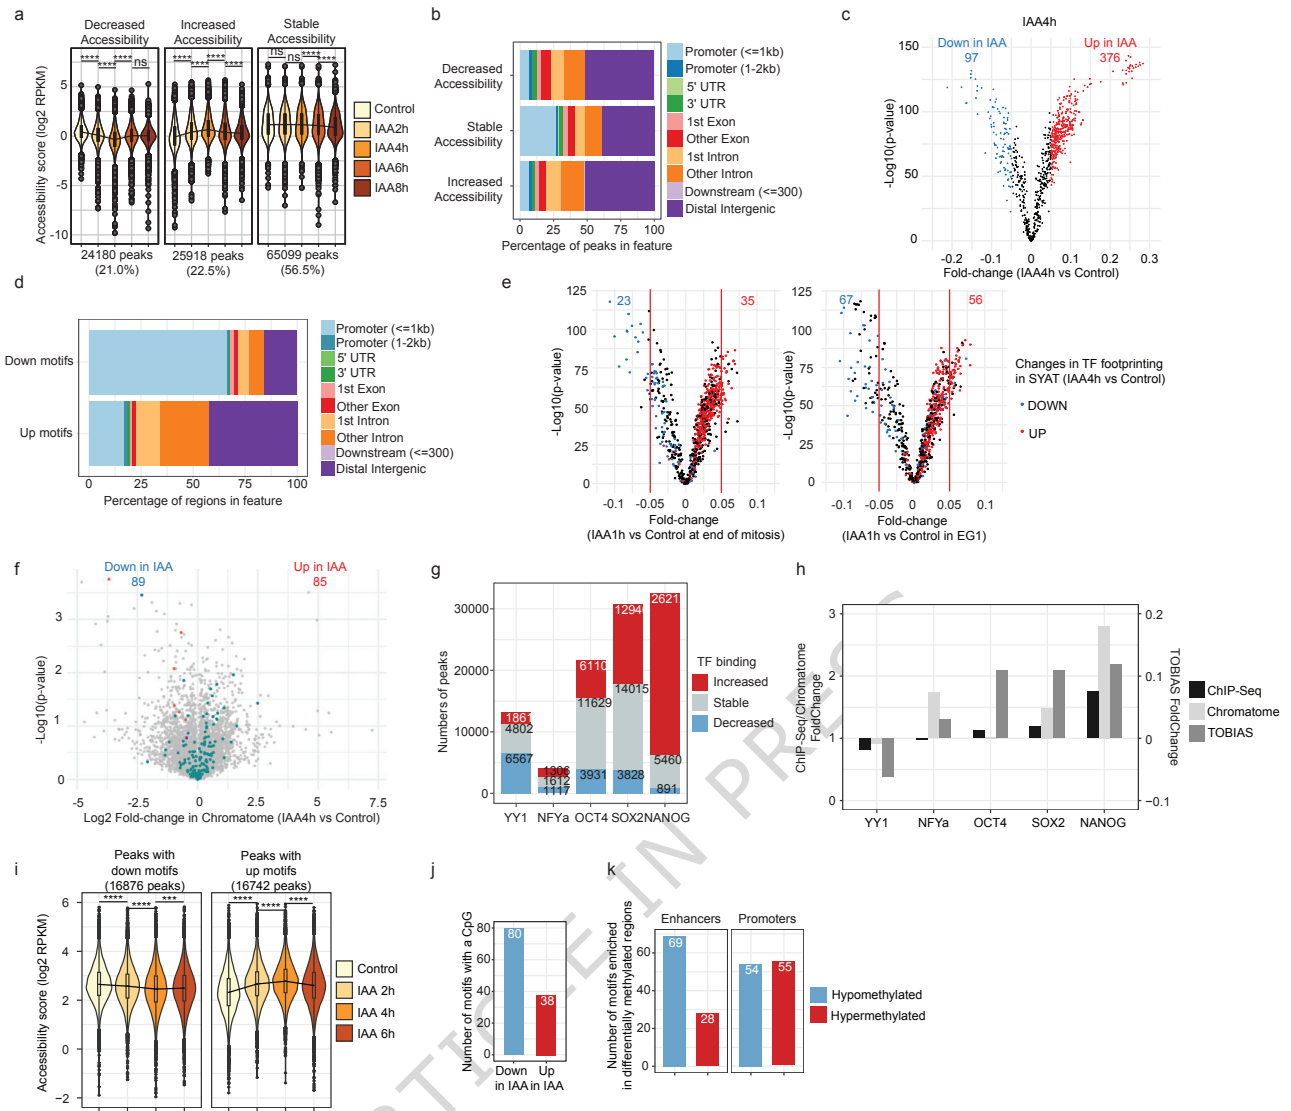 a
Decreased
Accessibility
Increased
Accessibility
Stable
Accessibility
**** **** **** ns
**** **** **** ****
ns ns **** ****
Accessibility score (log2 RPKM)
5
0
-5
-10
24180 peaks
(21.0%)
25918 peaks
(22.5%)
65099 peaks
(56.5%)
Control
IAA2h
IAA4h
IAA6h
IAA8h
b
Decreased
Accessibility
Stable
Accessibility
Increased
Accessibility
0 25 50 75 100
Percentage of peaks in feature
Promoter (<=1kb)
Promoter (1-2kb)
5' UTR
3' UTR
1st Exon
Other Exon
1st Intron
Other Intron
Downstream (<=300)
Distal Intergenic
c
IAA4h
Down in IAA
97
Up in IAA
376
-Log10(p-value)
150
100
50
0
-0.2 -0.1 0 0.1 0.2 0.3
Fold-change (IAA4h vs Control)
d
Down motifs
Up motifs
0 25 50 75 100
Percentage of regions in feature
Promoter (<=1kb)
Promoter (1-2kb)
5' UTR
3' UTR
1st Exon
Other Exon
1st Intron
Other Intron
Downstream (<=300)
Distal Intergenic
e
-Log10(p-value)
125
100
75
50
25
0
23
35
-0.1 -0.05 0 0.05 0.1
Fold-change
(IAA1h vs Control at end of mitosis)
-Log10(p-value)
125
100
75
50
25
0
67
56
-0.1 -0.05 0 0.05 0.1
Fold-change
(IAA1h vs Control in EG1)
Changes in TF footprinting
in SYAT (IAA4h vs Control)
DOWN
UP
f
Down in IAA
89
Up in IAA
85
-Log10(p-value)
3
2
1
0
-5 -2.5 0 2.5 5 7.5
Log2 Fold-change in Chromatome (IAA4h vs Control)
g
Numbers of peaks
30000
20000
10000
0
1861
4802
6567
1306
1612
1117
6110
11629
3931
1294
14015
3828
2621
5460
891
YY1 NFYa OCT4 SOX2 NANOG
TF binding
Increased
Stable
Decreased
h
ChIP-Seq/Chromatome
FoldChange
3
2
1
0
TOBIAS FoldChange
0.2
0.1
0
−0.1
YY1 NFYa OCT4 SOX2 NANOG
ChIP-Seq
Chromatome
TOBIAS
i
Peaks with
down motifs
(16876 peaks)
Peaks with
up motifs
(16742 peaks)
**** **** ***
**** **** ****
Accessibility score (log2 RPKM)
6
4
2
0
−2
Control
IAA 2h
IAA 4h
IAA 6h
j
Number of motifs with a CpG
80
60
40
20
0
80
38
Down
in IAA
Up
in IAA
k
Number of motifs enriched
in differentially methylated regions
60
40
20
0
Enhancers
Promoters
69
28
54
55
Hypomethylated
Hypermethylated
ARTICLE IN PRESS